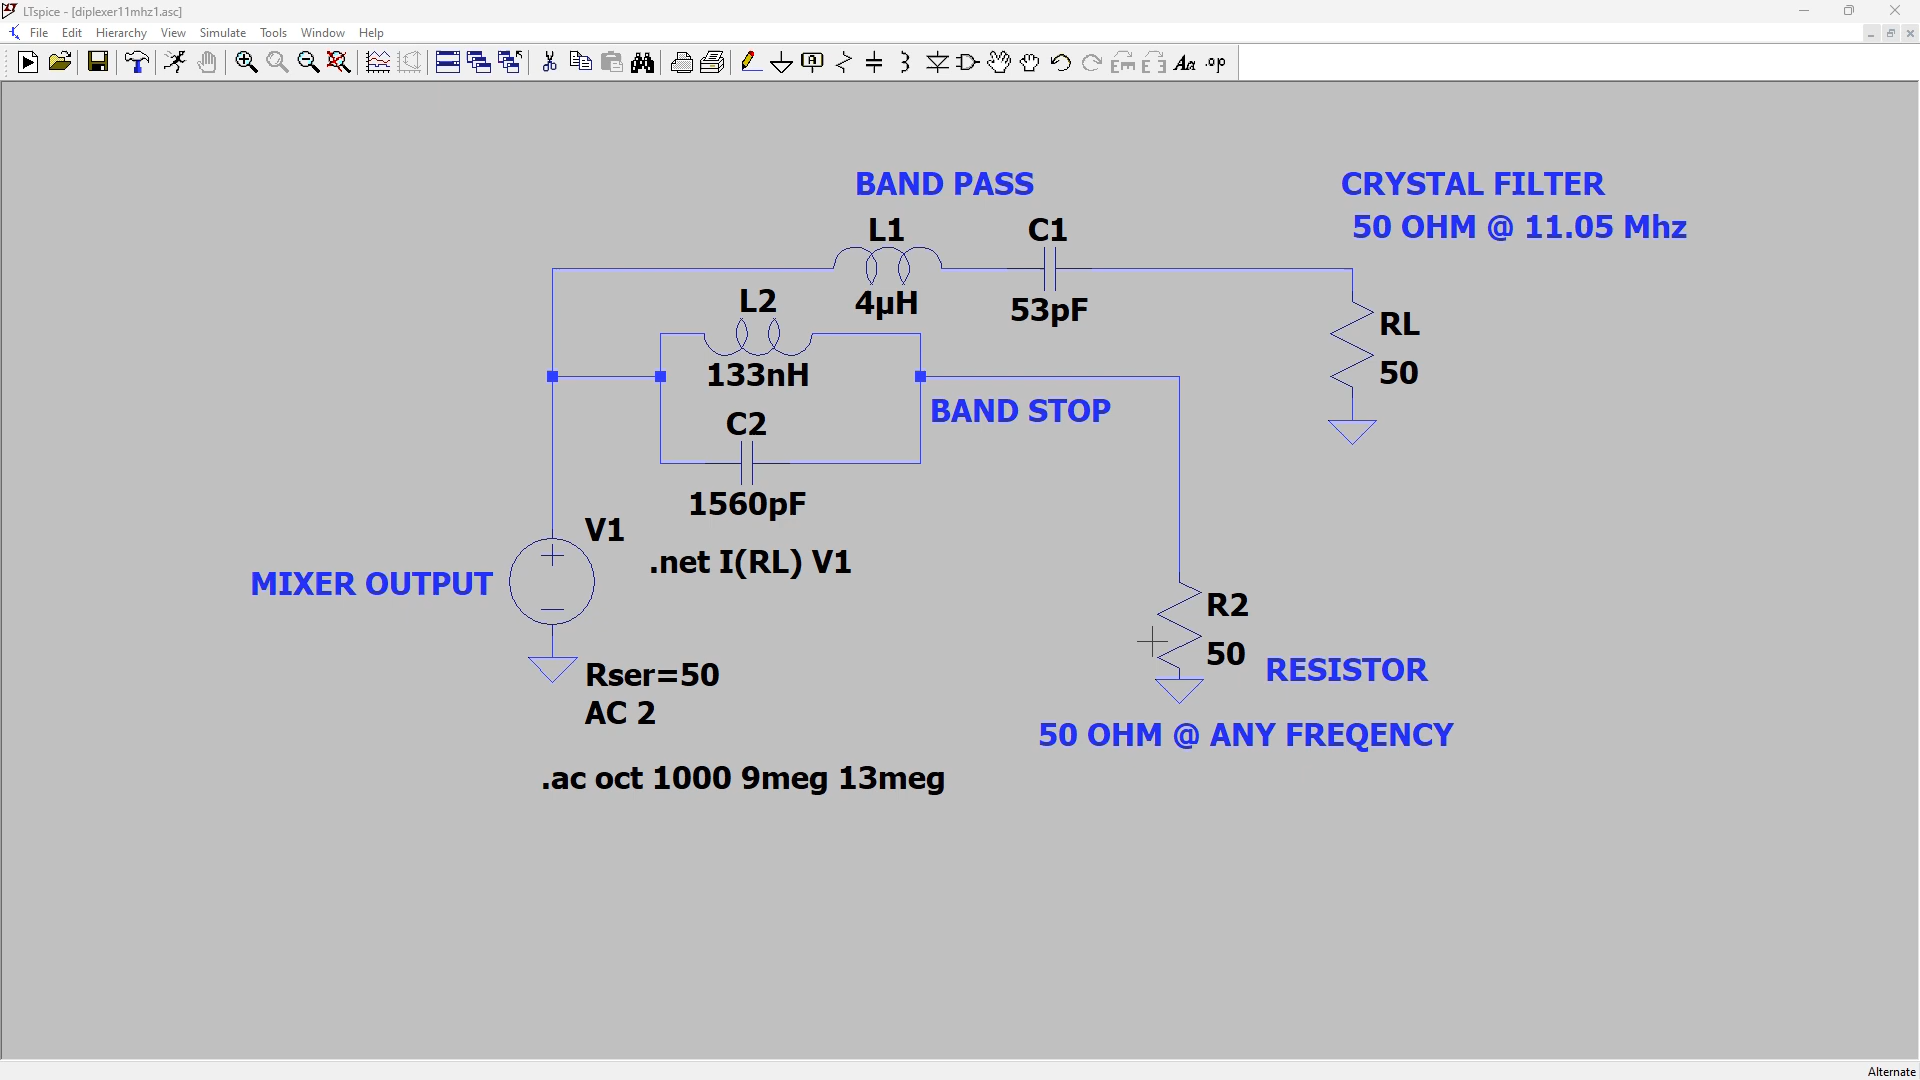 LTspice - [diplexer11mhz1.asc]
File Edit Hierarchy View Simulate Tools Window Help
BAND PASS
CRYSTAL FILTER
50 OHM @ 11.05 Mhz
L1
C1
4µH
53pF
L2
133nH
RL
50
BAND STOP
C2
1560pF
V1
.net I(RL) V1
MIXER OUTPUT
R2
50
RESISTOR
Rser=50
AC 2
50 OHM @ ANY FREQENCY
.ac oct 1000 9meg 13meg
Alternate